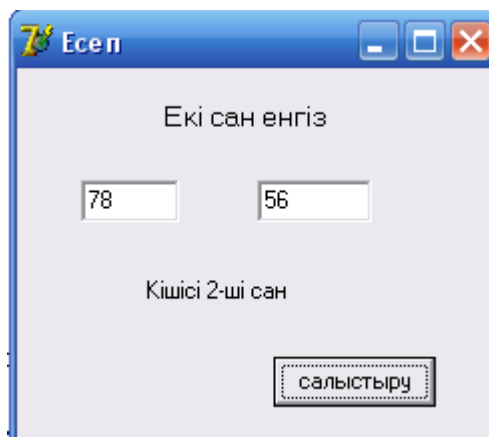 Есеп
Екі сан енгіз
78 56
Кішісі 2-ші сан
салыстыру